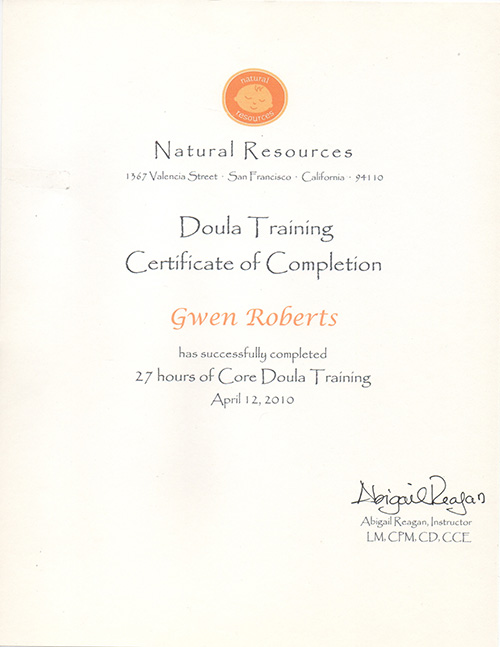 natural
resources
Natural Resources
1367 Valencia Street · San Francisco · California · 94110
Doula Training
Certificate of Completion
Gwen Roberts
has successfully completed
27 hours of Core Doula Training
April 12, 2010
Abigail Reagan
Abigail Reagan, Instructor
LM, CPM, CD, CCE